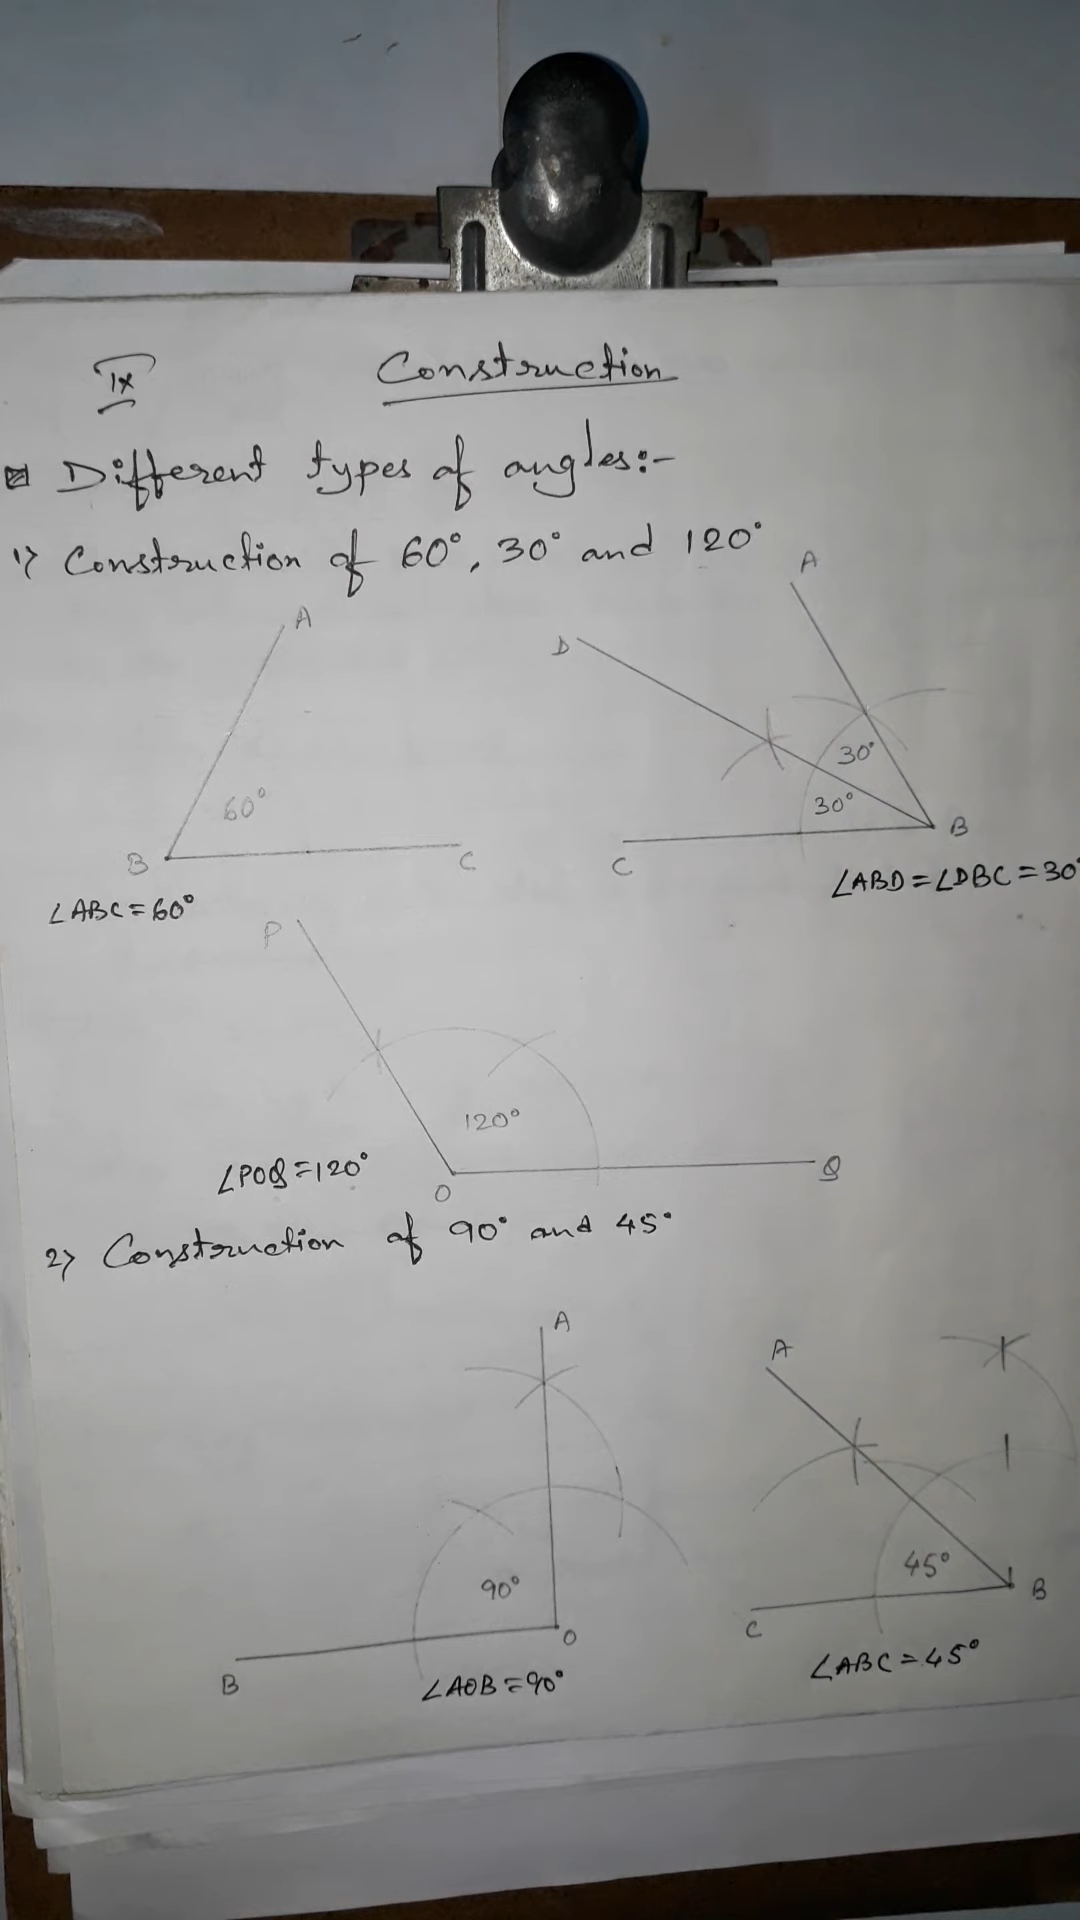 IX
Construction
Different types of angles:-
1) Construction of 60°, 30° and 120°
A
60°
B
C
∠ABC=60°
D
A
30°
30°
C
B
∠ABD=∠DBC=30°
P
120°
O
Q
∠POQ=120°
2) Construction of 90° and 45°
A
90°
B
O
∠AOB=90°
A
45°
C
B
∠ABC=45°